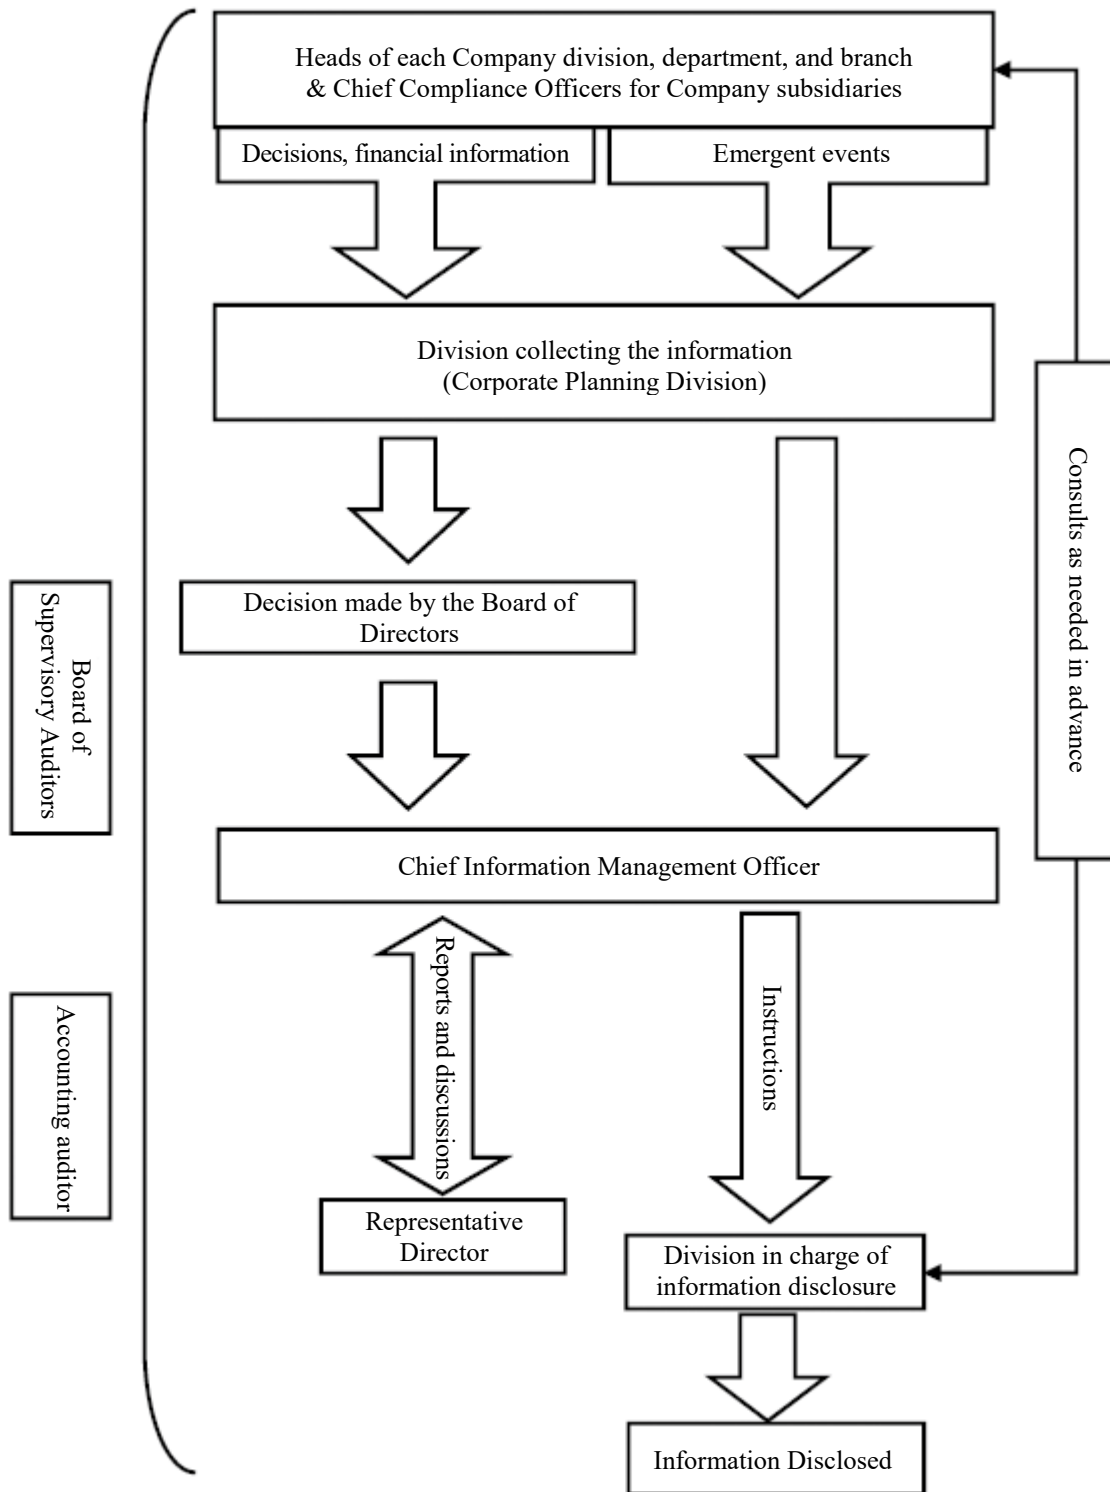 Heads of each Company division, department, and branch
& Chief Compliance Officers for Company subsidiaries
Decisions, financial information
Emergent events
Division collecting the information
(Corporate Planning Division)
Consults as needed in advance
Decision made by the Board of
Directors
Board of
Supervisory Auditors
Chief Information Management Officer
Reports and discussions
Instructions
Accounting auditor
Representative
Director
Division in charge of
information disclosure
Information Disclosed